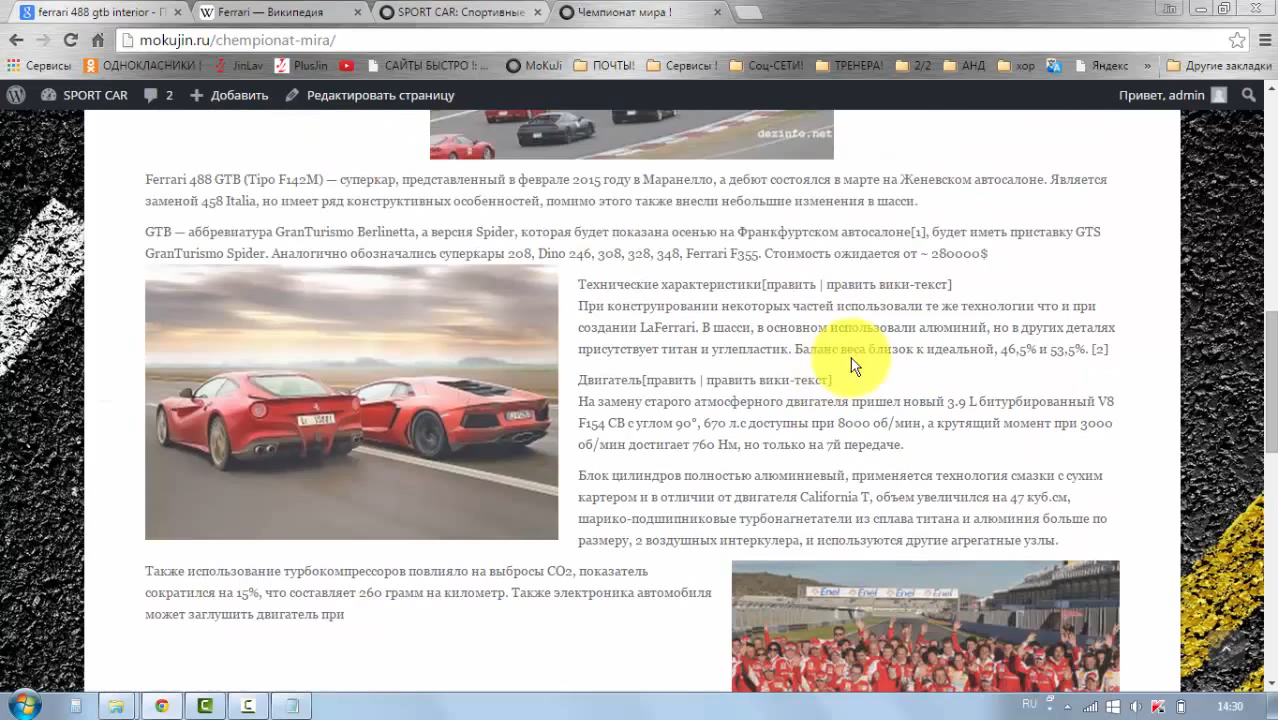 ferrari 488 gtb interior - П
Ferrari — Википедия
SPORT CAR: Спортивные
Чемпионат мира !
Jin
mokujin.ru/chempionat-mira/
Сервисы
ОДНОКЛАСНИКИ !
JinLav
PlusJin
САЙТЫ БЫСТРО !: ...
MoKuJi
ПОЧТЫ!
Сервисы !
Соц-СЕТИ!
ТРЕНЕРА!
2/2
АНД
хор
Яндекс
»
Другие закладки
SPORT CAR
2
Добавить
Редактировать страницу
Привет, admin
dezinfo.net
Ferrari 488 GTB (Tipo F142M) — суперкар, представленный в феврале 2015 году в Маранелло, а дебют состоялся в марте на Женевском автосалоне. Является
заменой 458 Italia, но имеет ряд конструктивных особенностей, помимо этого также внесли небольшие изменения в шасси.
GTB — аббревиатура GranTurismo Berlinetta, а версия Spider, которая будет показана осенью на Франкфуртском автосалоне[1], будет иметь приставку GTS
GranTurismo Spider. Аналогично обозначались суперкары 208, Dino 246, 308, 328, 348, Ferrari F355. Стоимость ожидается от ~ 280000$
Технические характеристики[править | править вики-текст]
При конструировании некоторых частей использовали те же технологии что и при
создании LaFerrari. В шасси, в основном использовали алюминий, но в других деталях
присутствует титан и углепластик. Баланс веса близок к идеальной, 46,5% и 53,5%. [2]
Двигатель[править | править вики-текст]
На замену старого атмосферного двигателя пришел новый 3.9 L битурбированный V8
F154 CB с углом 90°, 670 л.с доступны при 8000 об/мин, а крутящий момент при 3000
об/мин достигает 760 Нм, но только на 7й передаче.
Блок цилиндров полностью алюминиевый, применяется технология смазки с сухим
картером и в отличии от двигателя California T, объем увеличился на 47 куб.см,
шарико-подшипниковые турбонагнетатели из сплава титана и алюминия больше по
размеру, 2 воздушных интеркулера, и используются другие агрегатные узлы.
Также использование турбокомпрессоров повлияло на выбросы CO2, показатель
сократился на 15%, что составляет 260 грамм на километр. Также электроника автомобиля
может заглушить двигатель при
Enel
Enel
Enel
Enel
RU
14:30